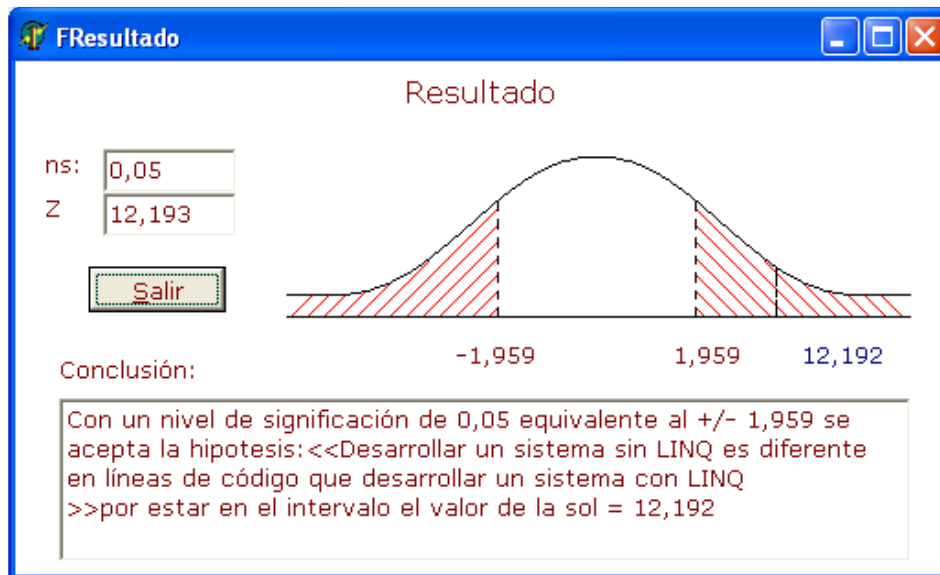 FResultado
Resultado
ns: 0,05
Z 12,193
Salir
-1,959 1,959 12,192
Conclusión:
Con un nivel de significación de 0,05 equivalente al +/- 1,959 se
acepta la hipotesis:<<Desarrollar un sistema sin LINQ es diferente
en líneas de código que desarrollar un sistema con LINQ
>>por estar en el intervalo el valor de la sol = 12,192